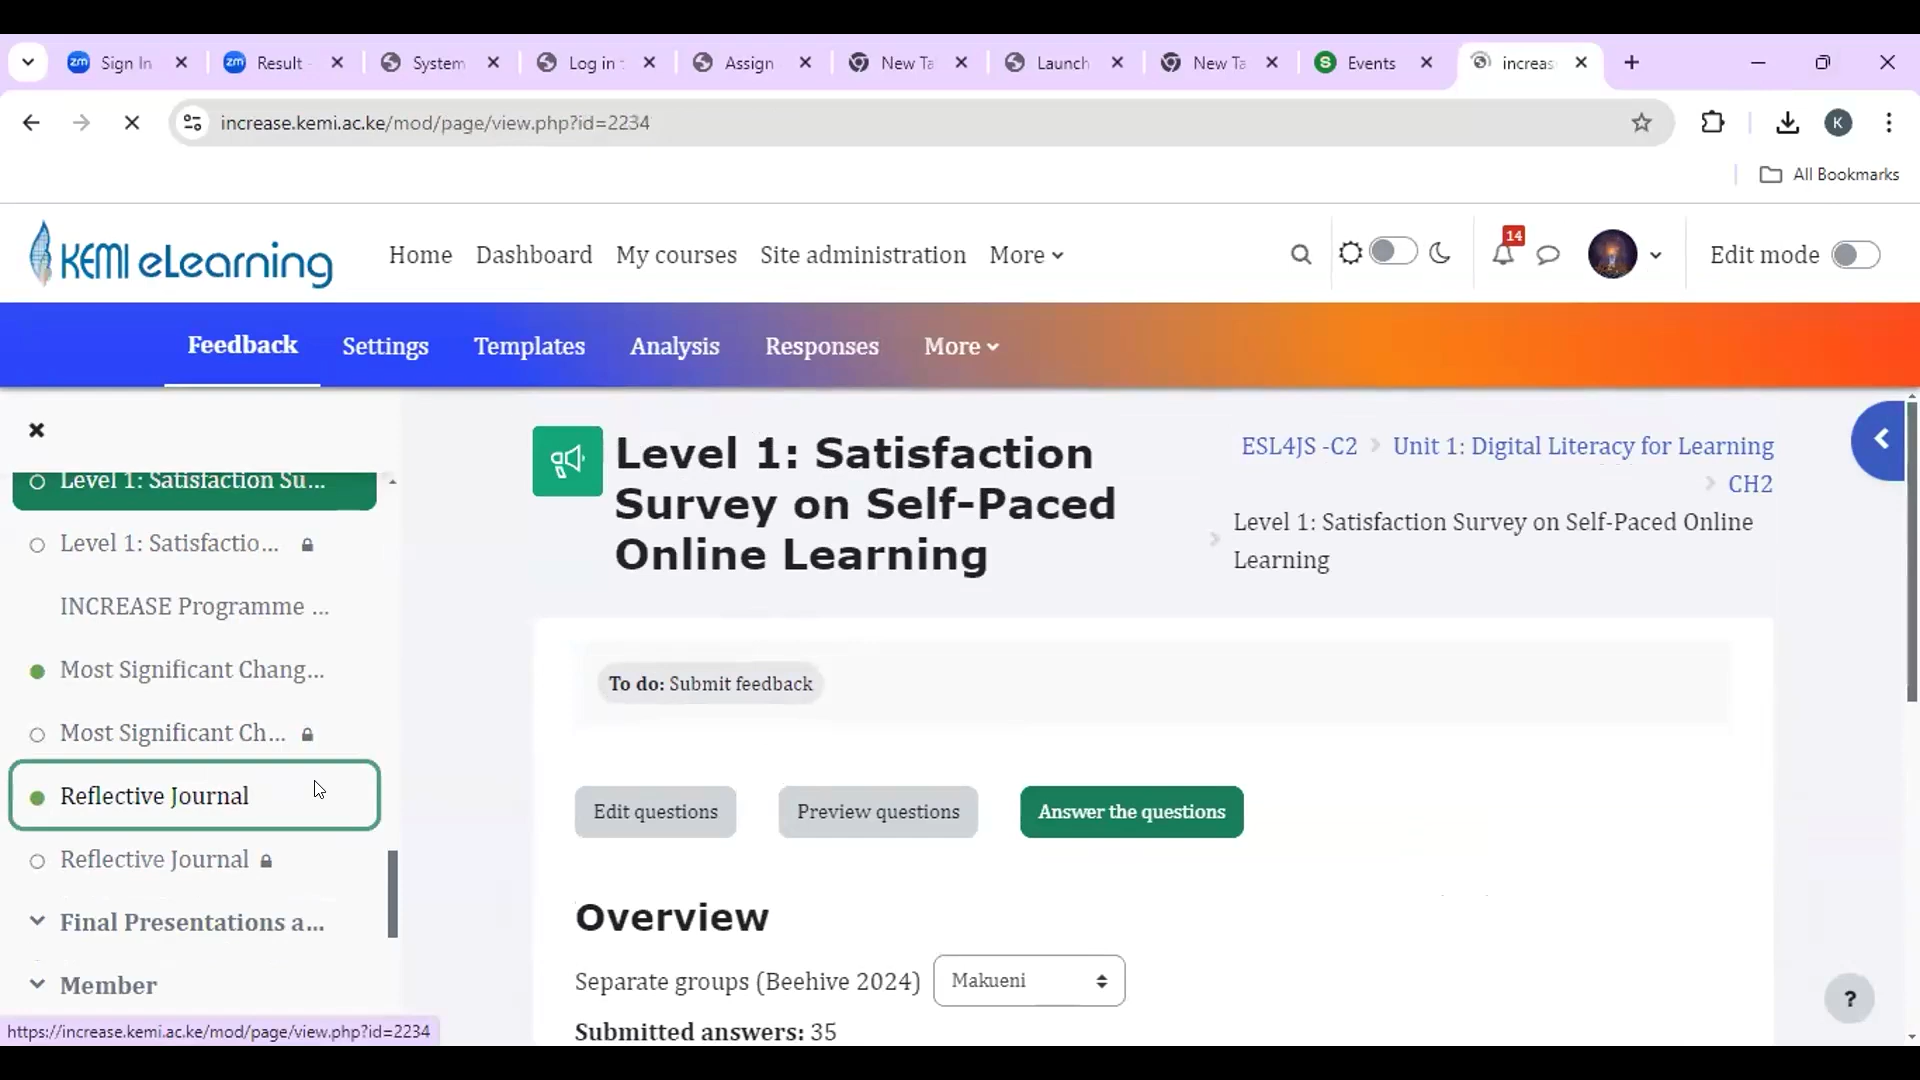 Sign In
Result
System
Log in
Assign
New Ta
Launch
New Ta
Events
increas
increase.kemi.ac.ke/mod/page/view.php?id=2234
K
All Bookmarks
KEMI eLearning
Home
Dashboard
My courses
Site administration
More
14
Edit mode
Feedback
Settings
Templates
Analysis
Responses
More
Level 1: Satisfaction Su...
Level 1: Satisfactio...
INCREASE Programme ...
Most Significant Chang...
Most Significant Ch...
Reflective Journal
Reflective Journal
Final Presentations a...
Member
Level 1: Satisfaction
Survey on Self-Paced
Online Learning
ESL4JS -C2
Unit 1: Digital Literacy for Learning
CH2
Level 1: Satisfaction Survey on Self-Paced Online
Learning
To do: Submit feedback
Edit questions
Preview questions
Answer the questions
Overview
Separate groups (Beehive 2024)
Makueni
Submitted answers: 35
?
https://increase.kemi.ac.ke/mod/page/view.php?id=2234